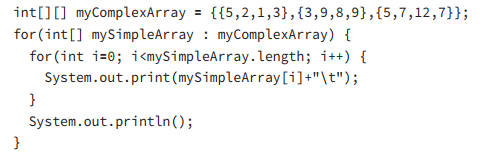 int[][] myComplexArray = {{5,2,1,3},{3,9,8,9},{5,7,12,7}};
for(int[] mySimpleArray : myComplexArray) {
  for(int i=0; i<mySimpleArray.length; i++) {
    System.out.print(mySimpleArray[i]+"\t");
  }
  System.out.println();
}